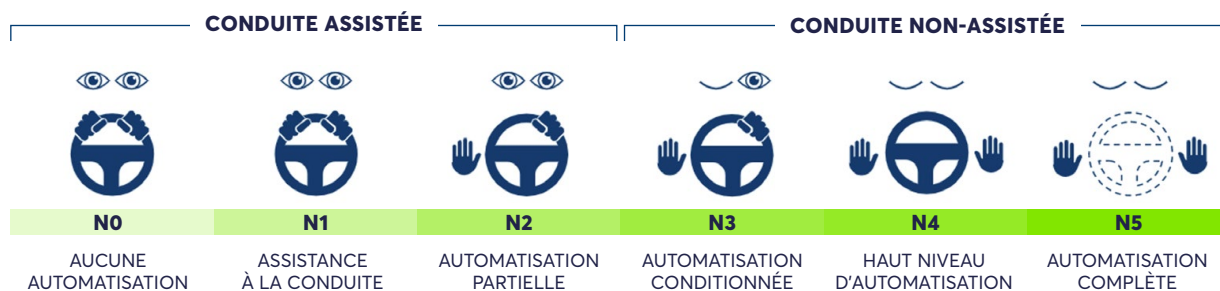 CONDUITE ASSISTÉE
CONDUITE NON-ASSISTÉE
N0
N1
N2
N3
N4
N5
AUCUNE
AUTOMATISATION
ASSISTANCE
À LA CONDUITE
AUTOMATISATION
PARTIELLE
AUTOMATISATION
CONDITIONNÉE
HAUT NIVEAU
D'AUTOMATISATION
AUTOMATISATION
COMPLÈTE